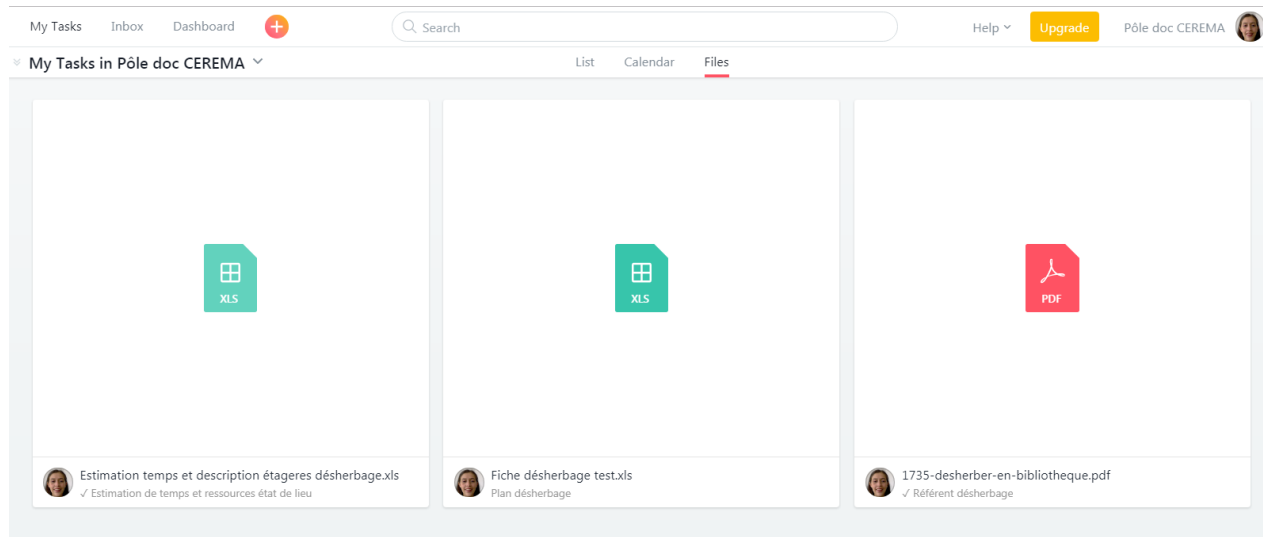 My Tasks Inbox Dashboard Search Help Upgrade Pôle doc CEREMA
My Tasks in Pôle doc CEREMA List Calendar Files
XLS XLS PDF
Estimation temps et description étageres désherbage.xls
✓ Estimation de temps et ressources état de lieu
Fiche désherbage test.xls
Plan désherbage
1735-desherber-en-bibliotheque.pdf
✓ Référent désherbage